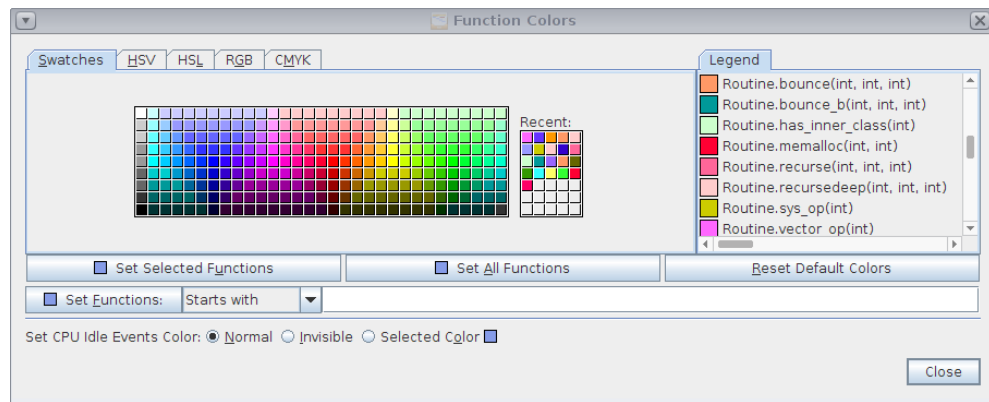 Function Colors
Swatches HSV HSL RGB CMYK
Recent:
Legend
Routine.bounce(int, int, int)
Routine.bounce_b(int, int, int)
Routine.has_inner_class(int)
Routine.memalloc(int, int)
Routine.recurse(int, int, int)
Routine.recursedeep(int, int, int)
Routine.sys_op(int)
Routine.vector_op(int)
Set Selected Functions Set All Functions Reset Default Colors
Set Functions: Starts with
Set CPU Idle Events Color: Normal Invisible Selected Color
Close